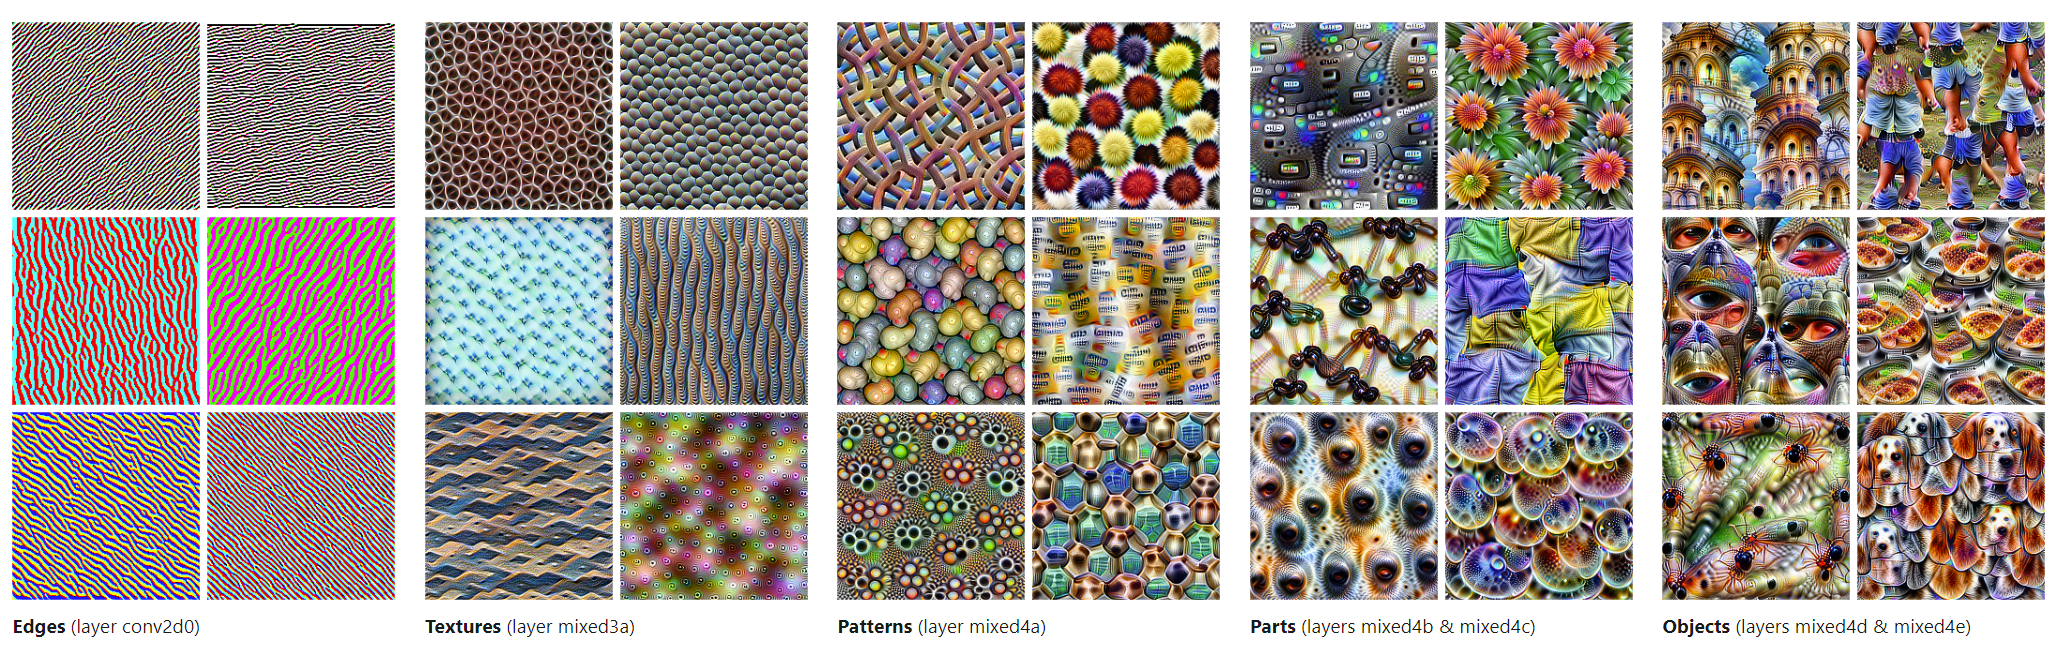 Edges (layer conv2d0)
Textures (layer mixed3a)
Patterns (layer mixed4a)
Parts (layers mixed4b & mixed4c)
Objects (layers mixed4d & mixed4e)